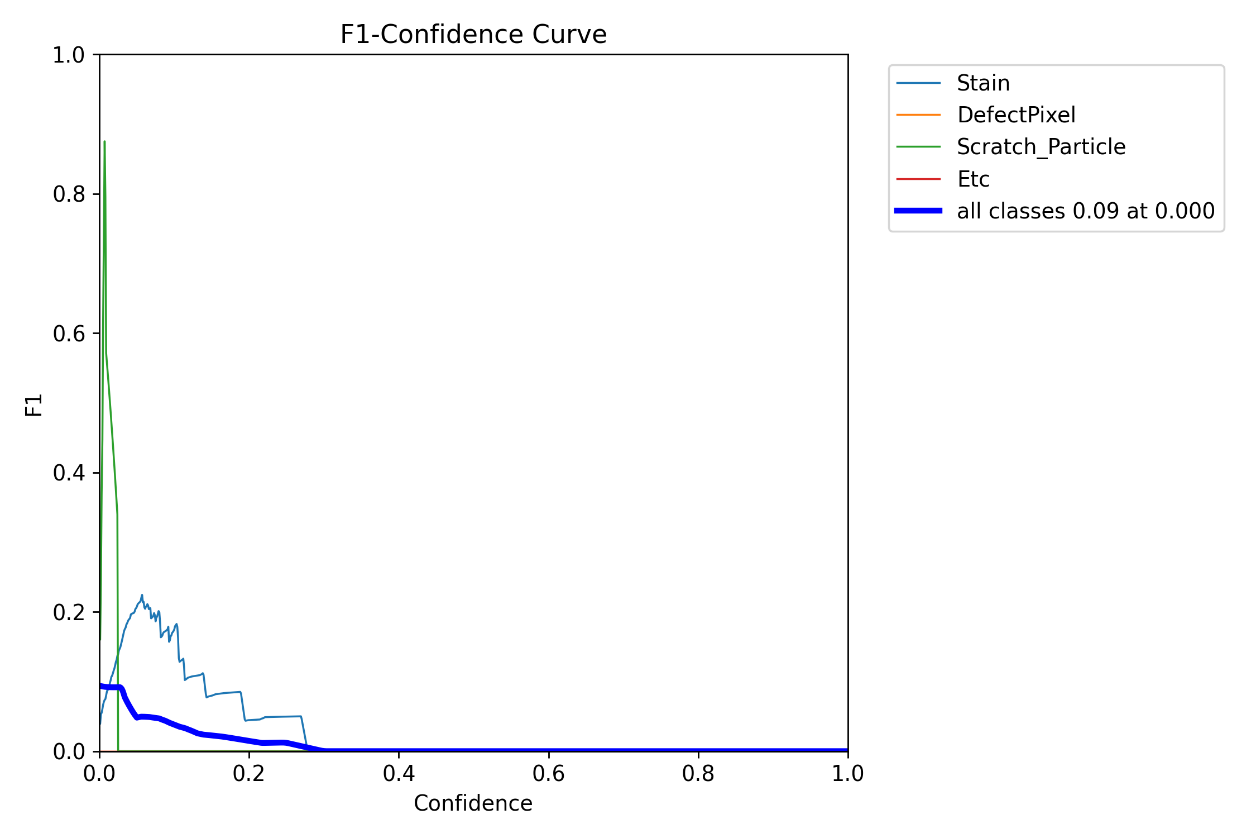 F1-Confidence Curve
1.0
0.8
0.6
0.4
0.2
0.0
F1
0.0 0.2 0.4 0.6 0.8 1.0
Confidence
Stain
DefectPixel
Scratch_Particle
Etc
all classes 0.09 at 0.000